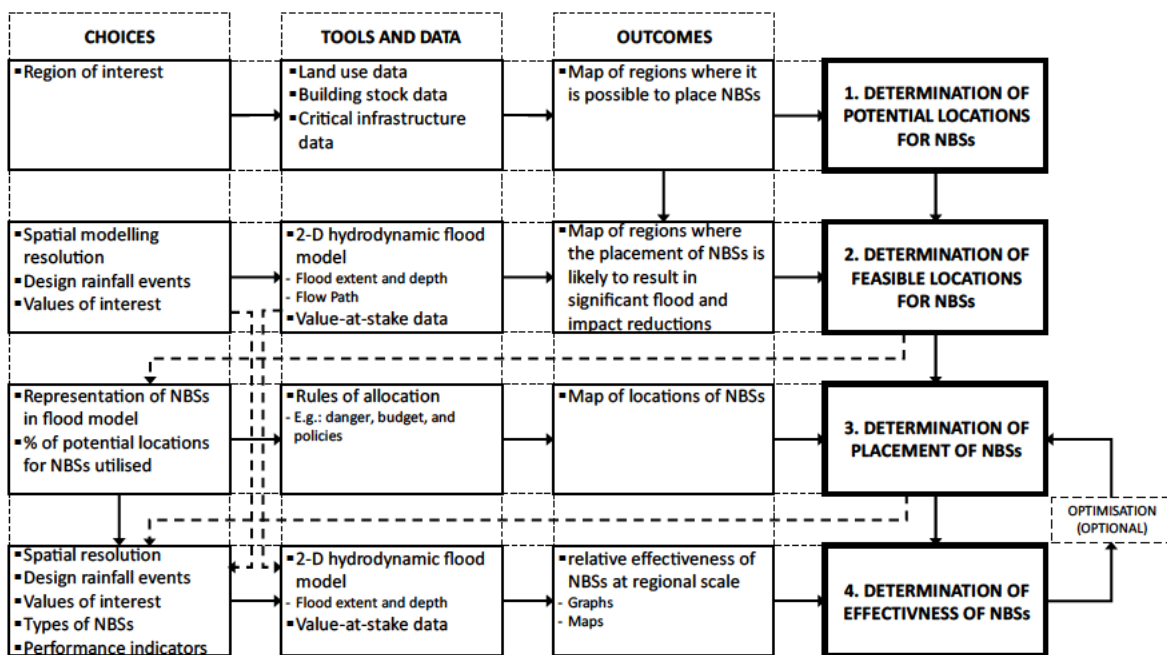 CHOICES
TOOLS AND DATA
OUTCOMES
▪Region of interest
▪Land use data
▪Building stock data
▪Critical infrastructure
data
▪Map of regions where it
is possible to place NBSs
1. DETERMINATION OF
POTENTIAL LOCATIONS
FOR NBSs
▪Spatial modelling
resolution
▪Design rainfall events
▪Values of interest
▪2-D hydrodynamic flood
model
- Flood extent and depth
- Flow Path
▪Value-at-stake data
▪Map of regions where
the placement of NBSs is
likely to result in
significant flood and
impact reductions
2. DETERMINATION OF
FEASIBLE LOCATIONS
FOR NBSs
▪Representation of NBSs
in flood model
▪% of potential locations
for NBSs utilised
▪Rules of allocation
- E.g.: danger, budget, and
policies
▪Map of locations of NBSs
3. DETERMINATION OF
PLACEMENT OF NBSs
OPTIMISATION
(OPTIONAL)
▪Spatial resolution
▪Design rainfall events
▪Values of interest
▪Types of NBSs
▪Performance indicators
▪2-D hydrodynamic flood
model
- Flood extent and depth
▪Value-at-stake data
▪relative effectiveness of
NBSs at regional scale
- Graphs
- Maps
4. DETERMINATION OF
EFFECTIVNESS OF NBSs